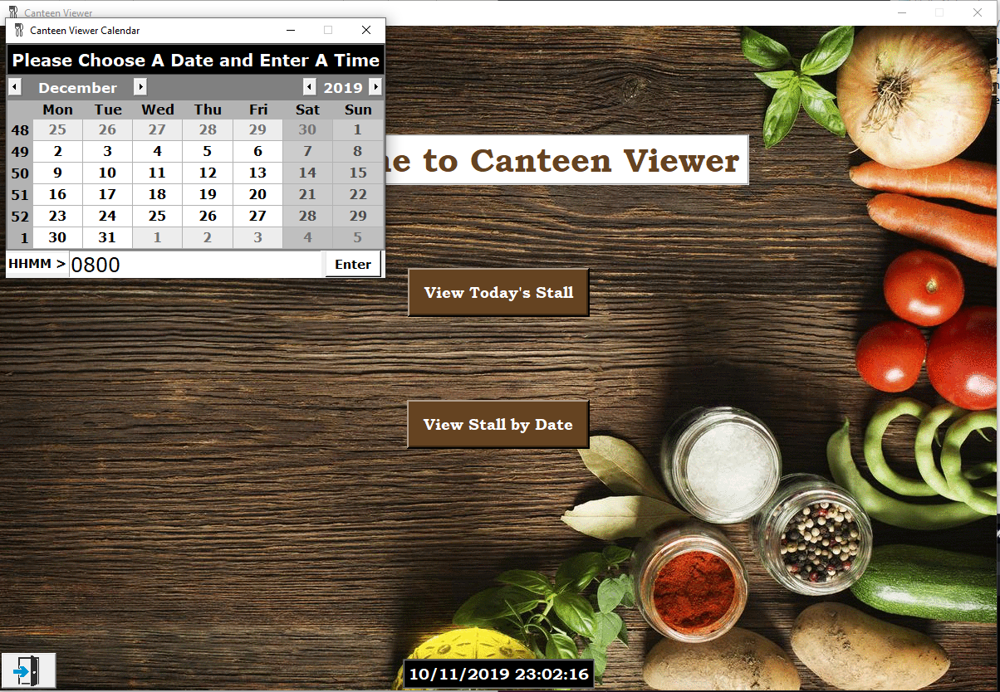 Canteen Viewer
Canteen Viewer Calendar
Please Choose A Date and Enter A Time
December 2019
Mon Tue Wed Thu Fri Sat Sun
48 25 26 27 28 29 30 1
49 2 3 4 5 6 7 8
50 9 10 11 12 13 14 15
51 16 17 18 19 20 21 22
52 23 24 25 26 27 28 29
1 30 31 1 2 3 4 5
HHMM > 0800 Enter
to Canteen Viewer
View Today's Stall
View Stall by Date
10/11/2019 23:02:16